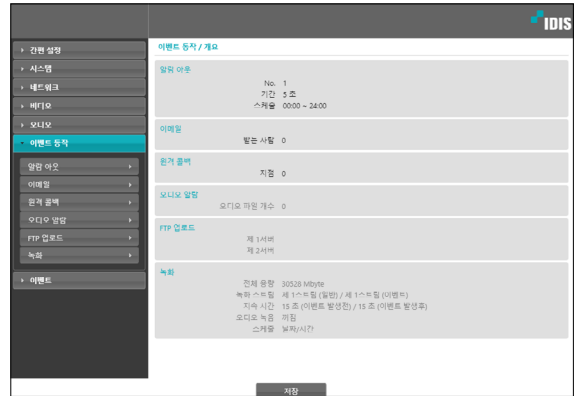 IDIS
간편 설정
시스템
네트워크
비디오
오디오
이벤트 동작
알람 아웃
이메일
원격 콜백
오디오 알람
FTP 업로드
녹화
이벤트
이벤트 동작 / 개요
알람 아웃
No. 1
기간 5 초
스케줄 00:00 ~ 24:00
이메일
받는 사람 0
원격 콜백
지점 0
오디오 알람
오디오 파일 개수 0
FTP 업로드
제 1서버
제 2서버
녹화
전체 용량 30528 Mbyte
녹화 스트림 제 1스트림 (일반) / 제 1스트림 (이벤트)
지속 시간 15 초 (이벤트 발생전) / 15 초 (이벤트 발생후)
오디오 녹음 꺼짐
스케줄 날짜/시간
저장